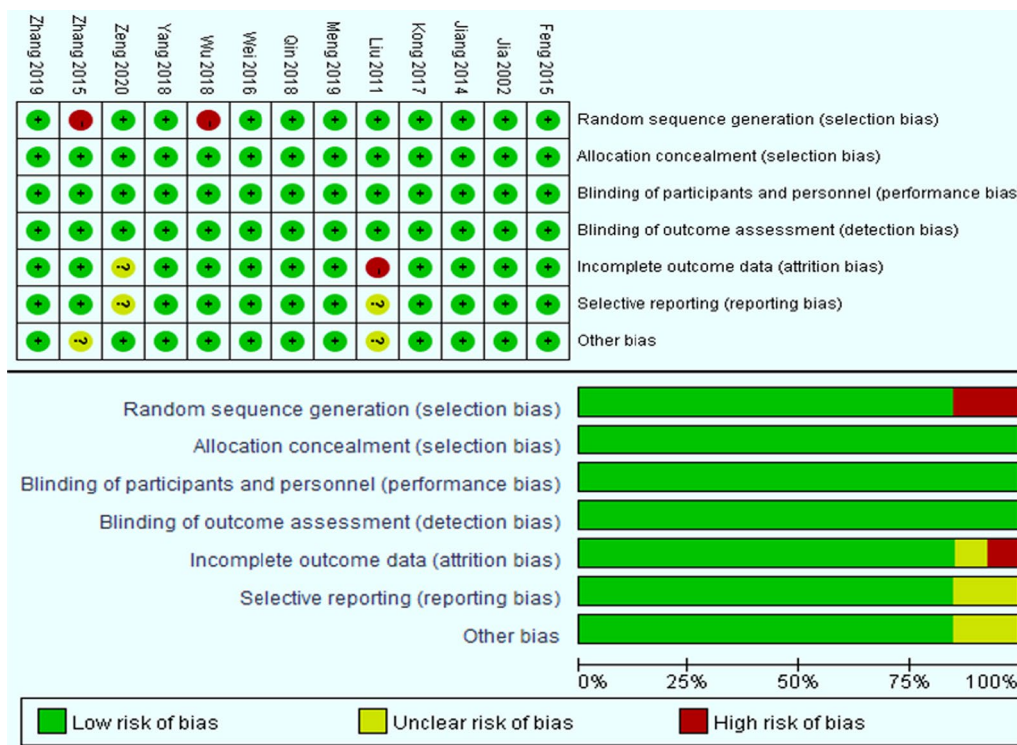 Zhang 2019
Zhang 2015
Zeng 2020
Yang 2018
Wu 2018
Wei 2016
Qin 2018
Meng 2019
Liu 2011
Kong 2017
Jiang 2014
Jia 2002
Feng 2015
+ - + + - + + + + + + + + Random sequence generation (selection bias)
+ + + + + + + + + + + + + Allocation concealment (selection bias)
+ + + + + + + + + + + + + Blinding of participants and personnel (performance bias
+ + + + + + + + + + + + + Blinding of outcome assessment (detection bias)
+ + ? + + + + + - + + + + Incomplete outcome data (attrition bias)
+ + ? + + + + + ? + + + + Selective reporting (reporting bias)
+ ? + + + + + + ? + + + + Other bias
Random sequence generation (selection bias)
Allocation concealment (selection bias)
Blinding of participants and personnel (performance bias)
Blinding of outcome assessment (detection bias)
Incomplete outcome data (attrition bias)
Selective reporting (reporting bias)
Other bias
0% 25% 50% 75% 100%
Low risk of bias Unclear risk of bias High risk of bias